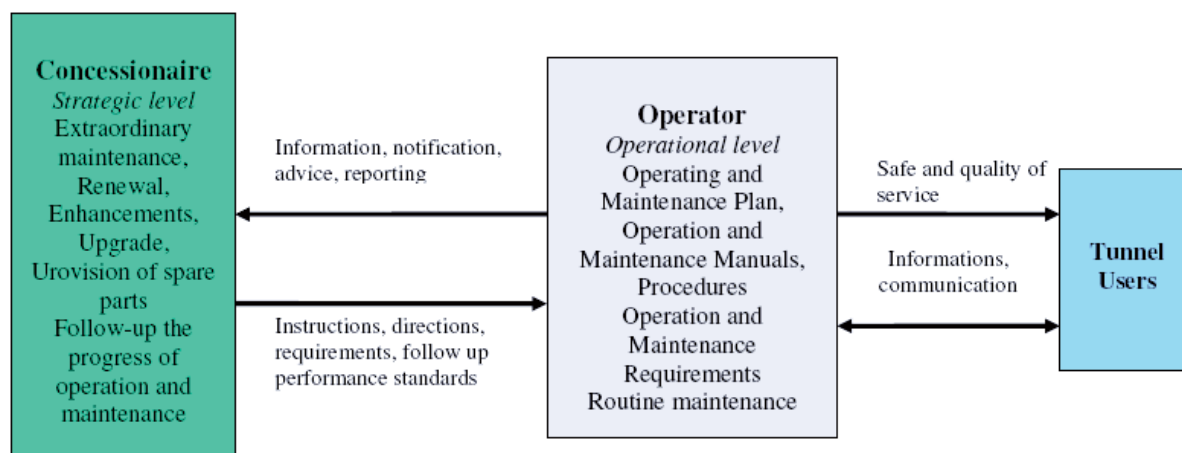 Concessionaire
Strategic level
Extraordinary
maintenance,
Renewal,
Enhancements,
Upgrade,
Urovision of spare
parts
Follow-up the
progress of
operation and
maintenance
Information, notification,
advice, reporting
Instructions, directions,
requirements, follow up
performance standards
Operator
Operational level
Operating and
Maintenance Plan,
Operation and
Maintenance Manuals,
Procedures
Operation and
Maintenance
Requirements
Routine maintenance
Safe and quality of
service
Informations,
communication
Tunnel
Users